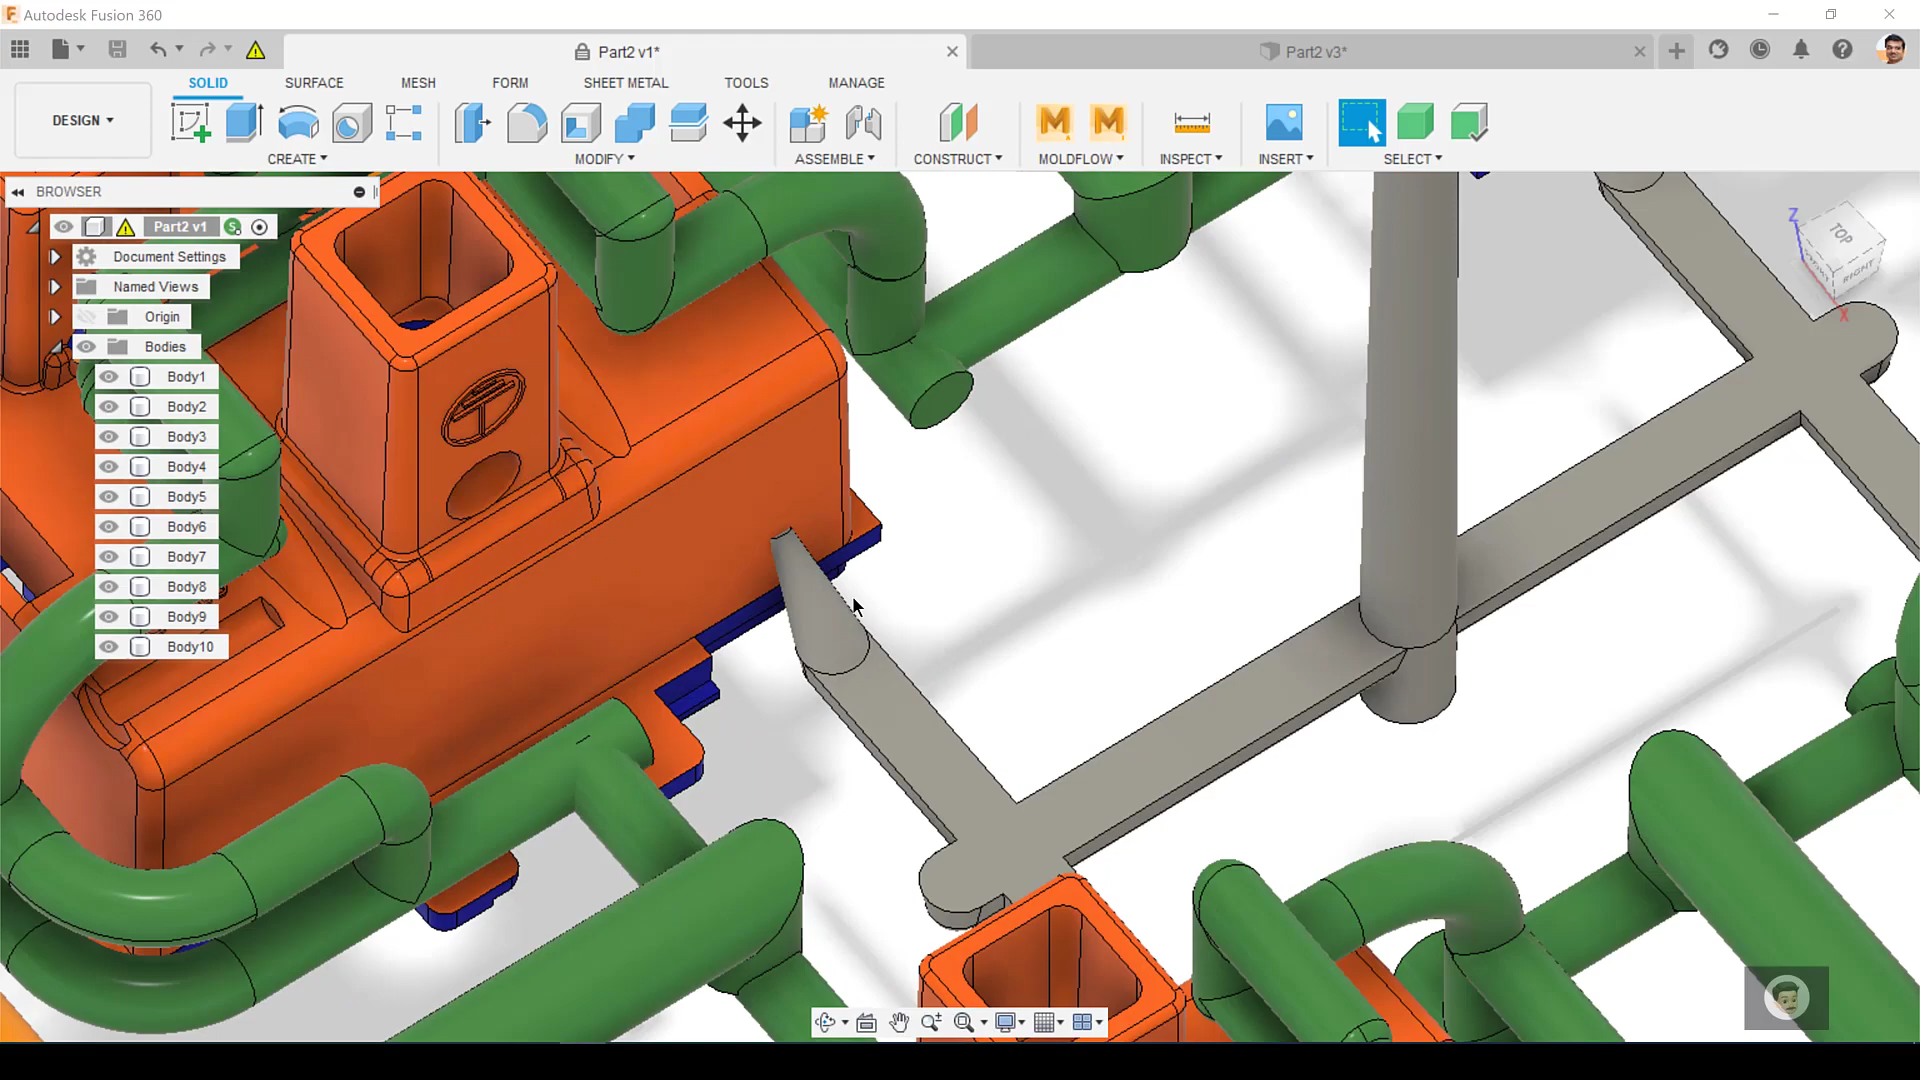 Autodesk Fusion 360
Part2 v1*
Part2 v3*
SOLID SURFACE MESH FORM SHEET METAL TOOLS MANAGE
DESIGN
CREATE MODIFY ASSEMBLE CONSTRUCT MOLDFLOW INSPECT INSERT SELECT
BROWSER
Part2 v1
Document Settings
Named Views
Origin
Bodies
Body1
Body2
Body3
Body4
Body5
Body6
Body7
Body8
Body9
Body10
Z
TOP
RIGHT
X